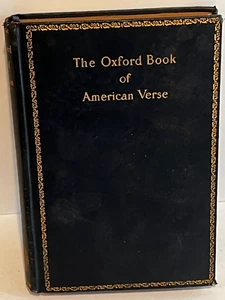 The Oxford Book
of
American Verse